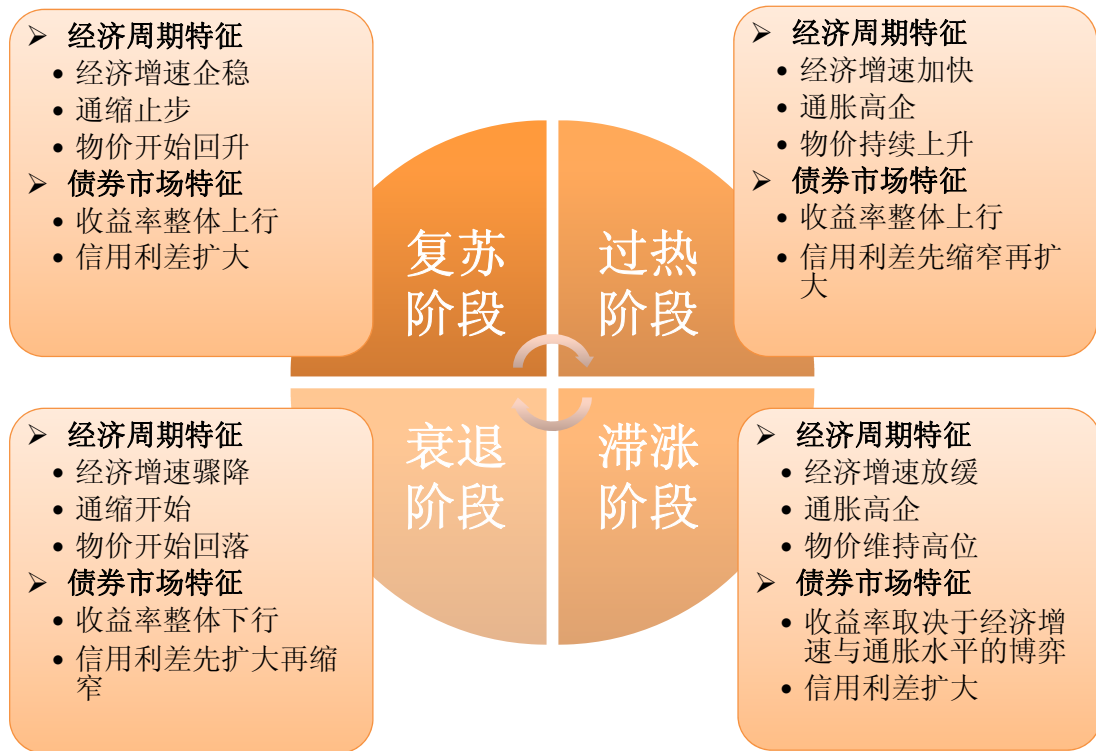 ➢ 经济周期特征
• 经济增速企稳
• 通缩止步
• 物价开始回升
➢ 债券市场特征
• 收益率整体上行
• 信用利差扩大
➢ 经济周期特征
• 经济增速加快
• 通胀高企
• 物价持续上升
➢ 债券市场特征
• 收益率整体上行
• 信用利差先缩窄再扩
大
复苏
阶段
过热
阶段
衰退
阶段
滞涨
阶段
➢ 经济周期特征
• 经济增速骤降
• 通缩开始
• 物价开始回落
➢ 债券市场特征
• 收益率整体下行
• 信用利差先扩大再缩
窄
➢ 经济周期特征
• 经济增速放缓
• 通胀高企
• 物价维持高位
➢ 债券市场特征
• 收益率取决于经济增
速与通胀水平的博弈
• 信用利差扩大